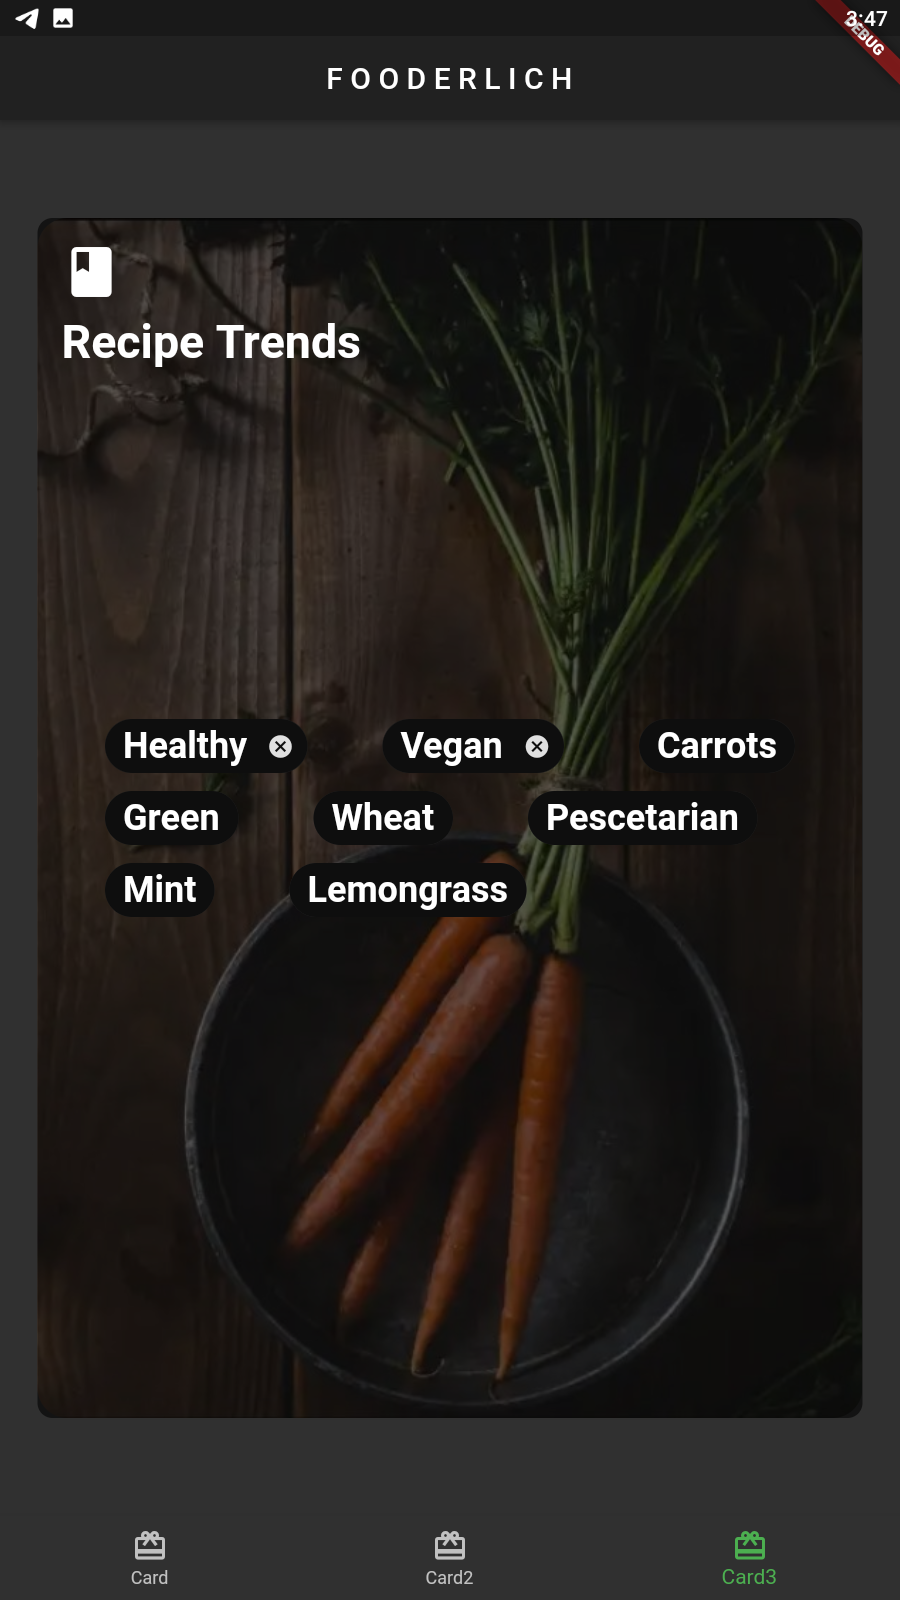 3:47
DEBUG
FOODERLICH
Recipe Trends
Healthy Vegan Carrots
Green Wheat Pescetarian
Mint Lemongrass
Card Card2 Card3